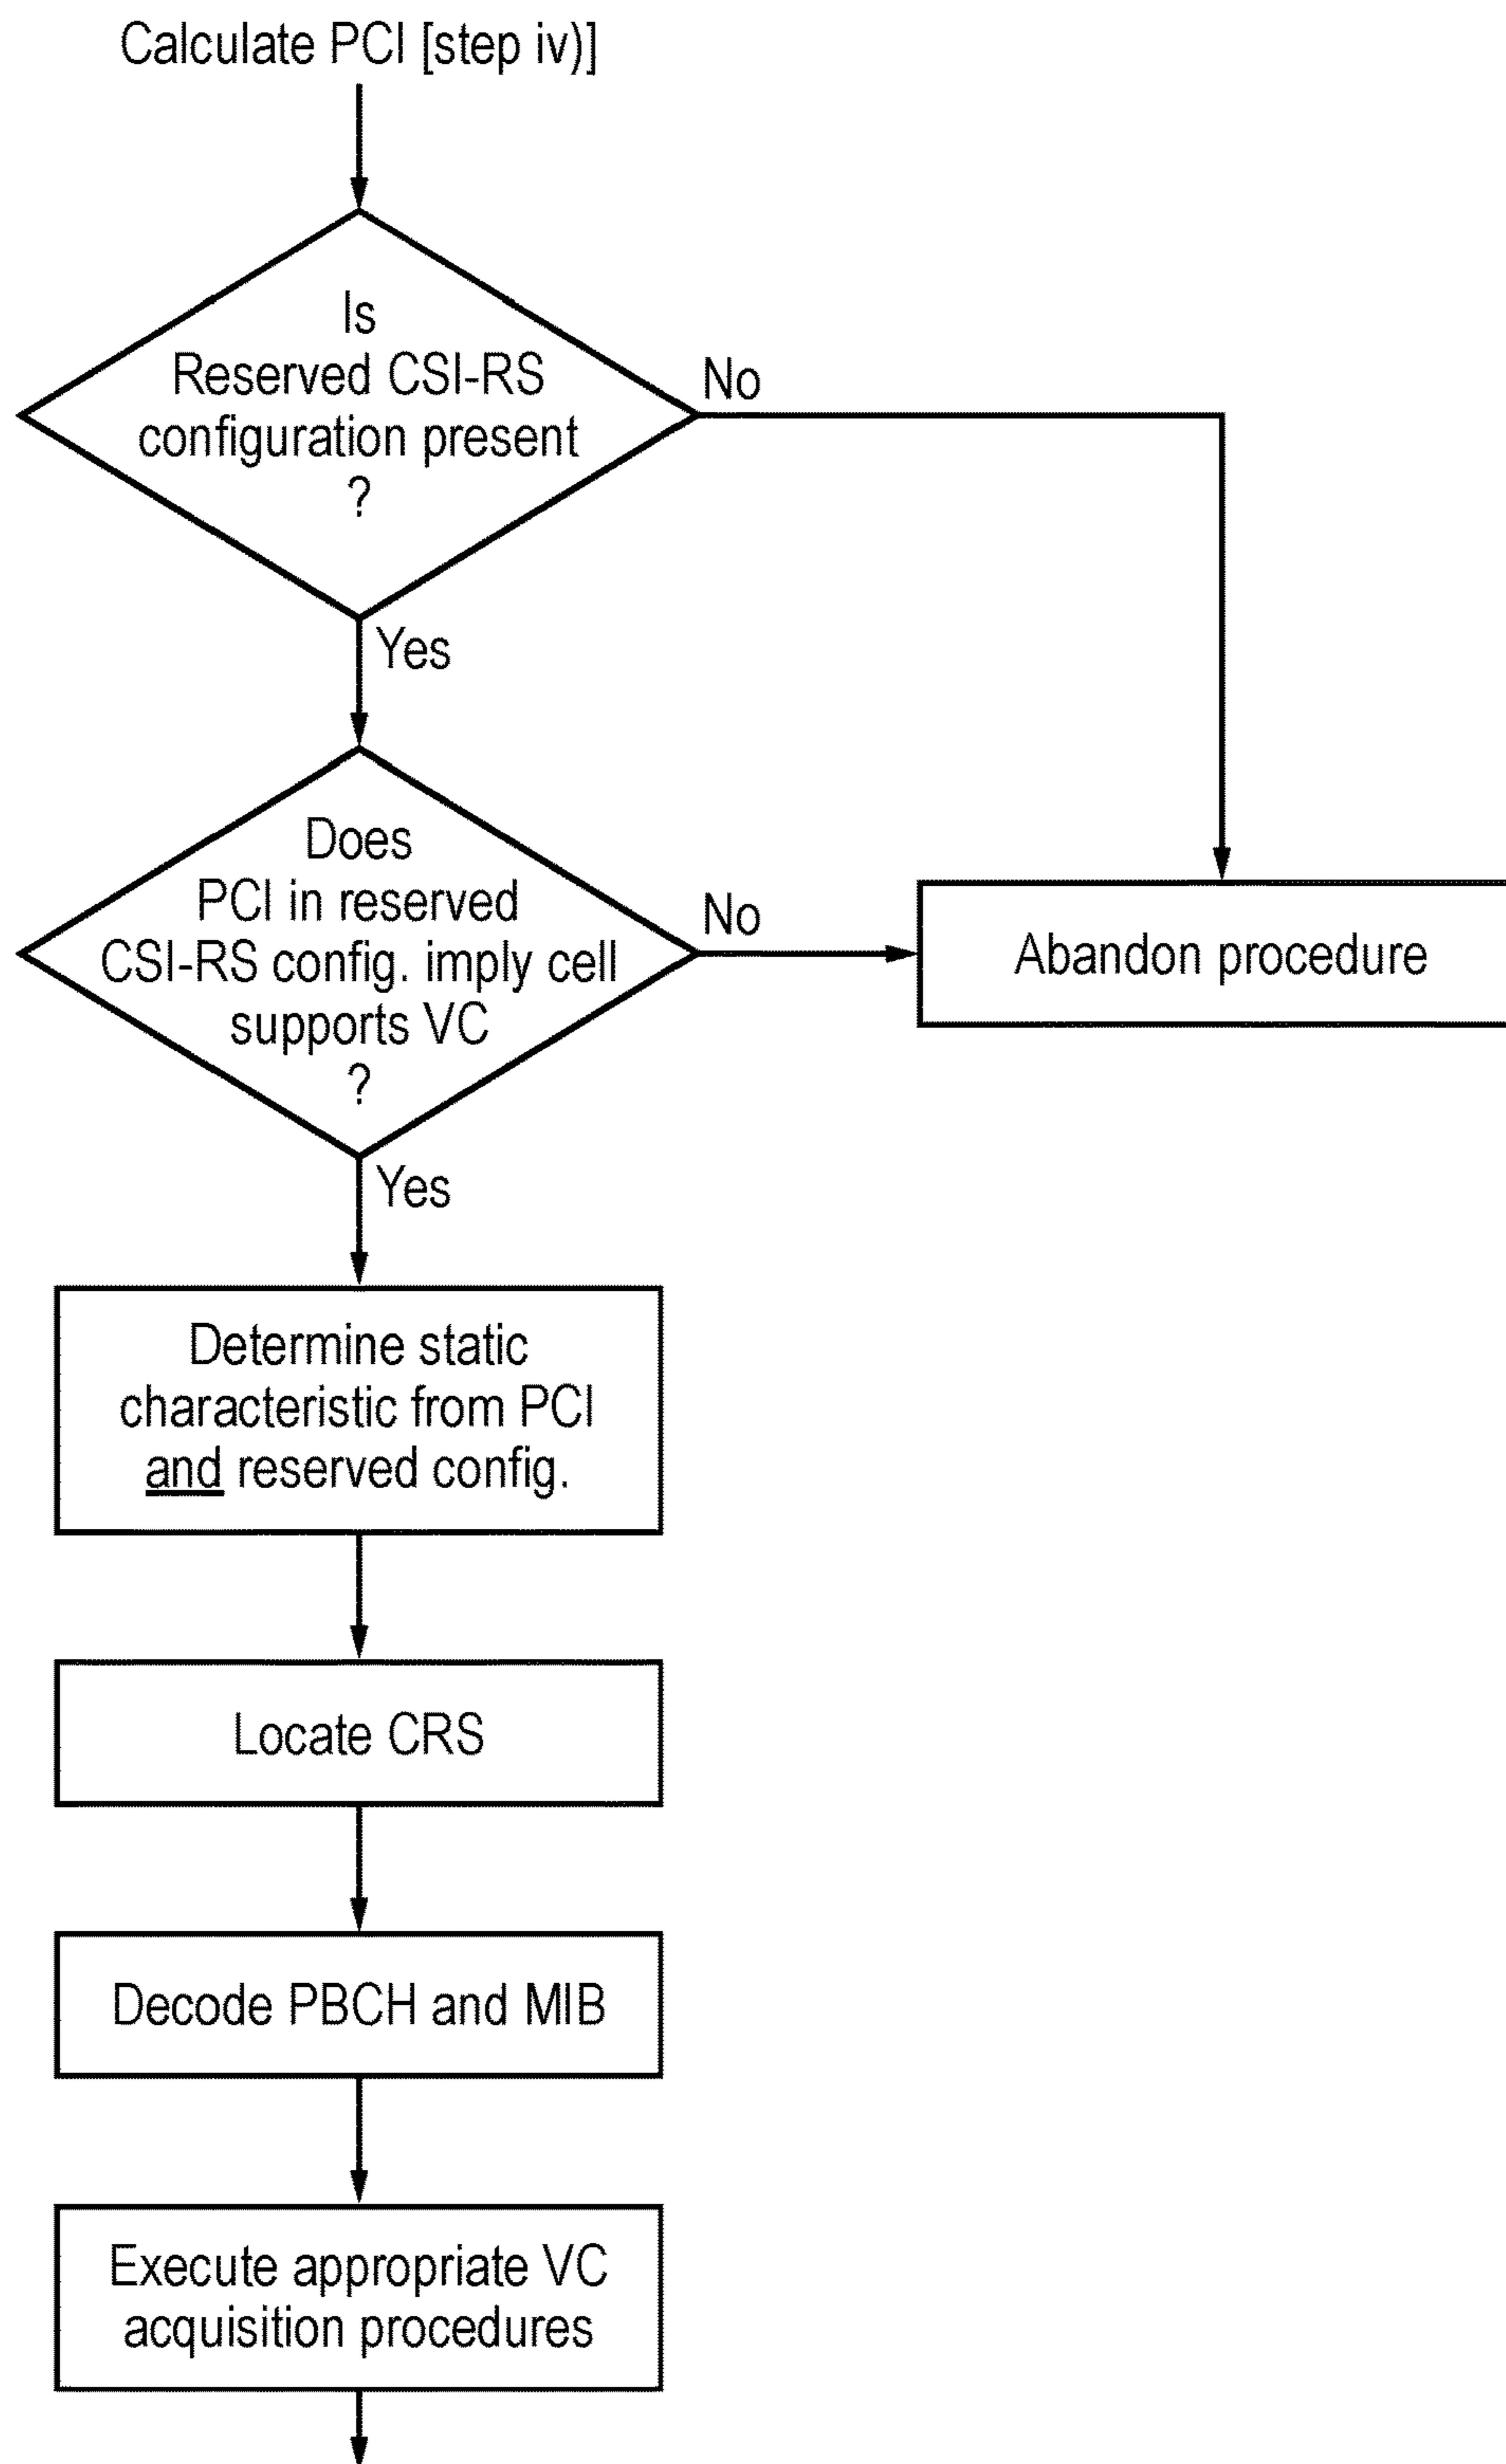 Calculate PCI [step iv)]
Is
Reserved CSI-RS
configuration present
?
No
Yes
Does
PCI in reserved
CSI-RS config. imply cell
supports VC
?
No
Abandon procedure
Yes
Determine static
characteristic from PCI
and reserved config.
Locate CRS
Decode PBCH and MIB
Execute appropriate VC
acquisition procedures